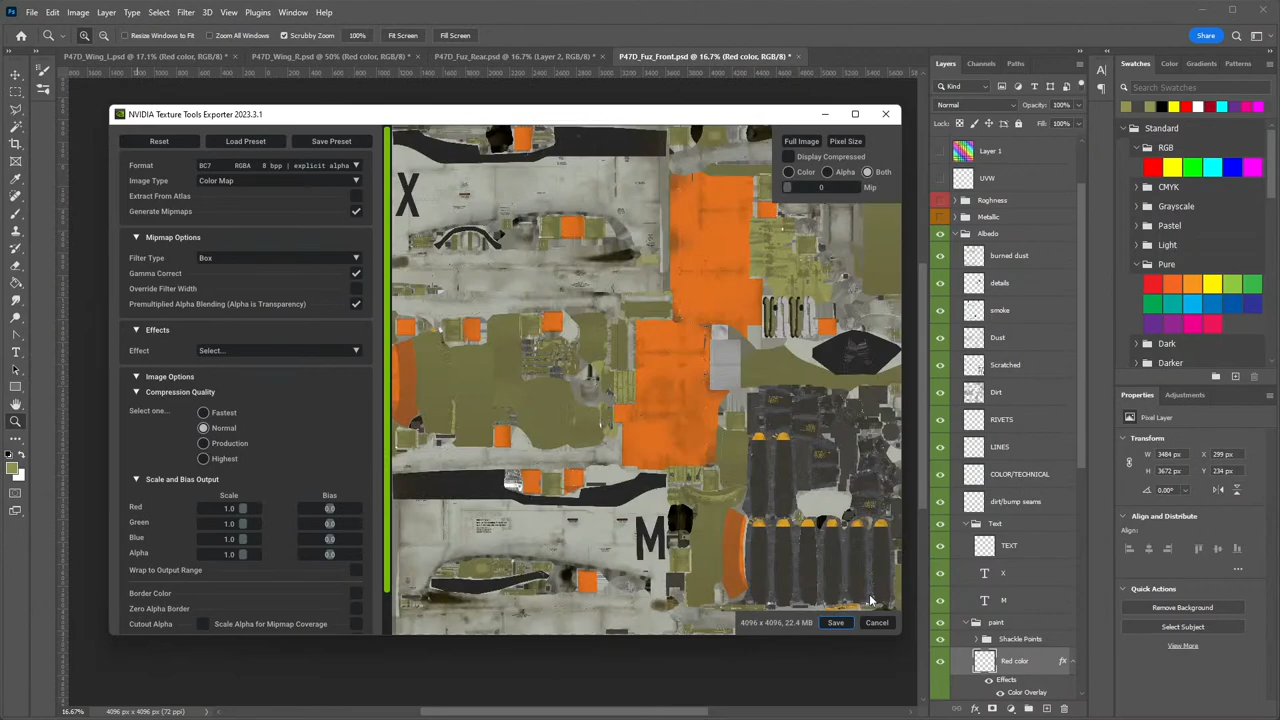 Ps File Edit Image Layer Type Select Filter 3D View Plugins Window Help
Resize Windows to Fit Zoom All Windows Scrubby Zoom 100% Fit Screen Fill Screen Share
P47D_Wing_L.psd @ 17.1% (Red color, RGB/8) * × P47D_Wing_R.psd @ 50% (Red color, RGB/8) * × P47D_Fuz_Rear.psd @ 16.7% (Layer 2, RGB/8) * × P47D_Fuz_Front.psd @ 16.7% (Red color, RGB/8) * ×
NVIDIA Texture Tools Exporter 2023.3.1
Reset Load Preset Save Preset
Format BC7 RGBA 8 bpp | explicit alpha
Image Type Color Map
Extract From Atlas
Generate Mipmaps
Mipmap Options
Filter Type Box
Gamma Correct
Override Filter Width
Premultiplied Alpha Blending (Alpha is Transparency)
Effects
Effect Select...
Image Options
Compression Quality
Select one...
Fastest
Normal
Production
Highest
Scale and Bias Output
Scale Bias
Red 1.0 0.0
Green 1.0 0.0
Blue 1.0 0.0
Alpha 1.0 0.0
Wrap to Output Range
Border Color
Zero Alpha Border
Cutout Alpha Scale Alpha for Mipmap Coverage
X
M
Full Image Pixel Size
Display Compressed
Color Alpha Both
0 Mip
4096 x 4096, 22.4 MB Save Cancel
16.67% 4096 px x 4096 px (72 ppi)
Layers Channels Paths
Kind
Normal Opacity: 100%
Lock: Fill: 100%
Layer 1
UVW
Roghness
Metallic
Albedo
burned dust
details
smoke
Dust
Scratched
Dirt
RIVETS
LINES
COLOR/TECHNICAL
dirt/bump seams
Text
TEXT
T X
T M
paint
Shackle Points
Red color fx
Effects
Color Overlay
Swatches Color Gradients Patterns
Search Swatches
Standard
RGB
CMYK
Grayscale
Pastel
Light
Pure
Dark
Darker
Properties Adjustments
Pixel Layer
Transform
W 3484 px X 299 px
H 3672 px Y 234 px
0.00°
Align and Distribute
Align:
Quick Actions
Remove Background
Select Subject
View More